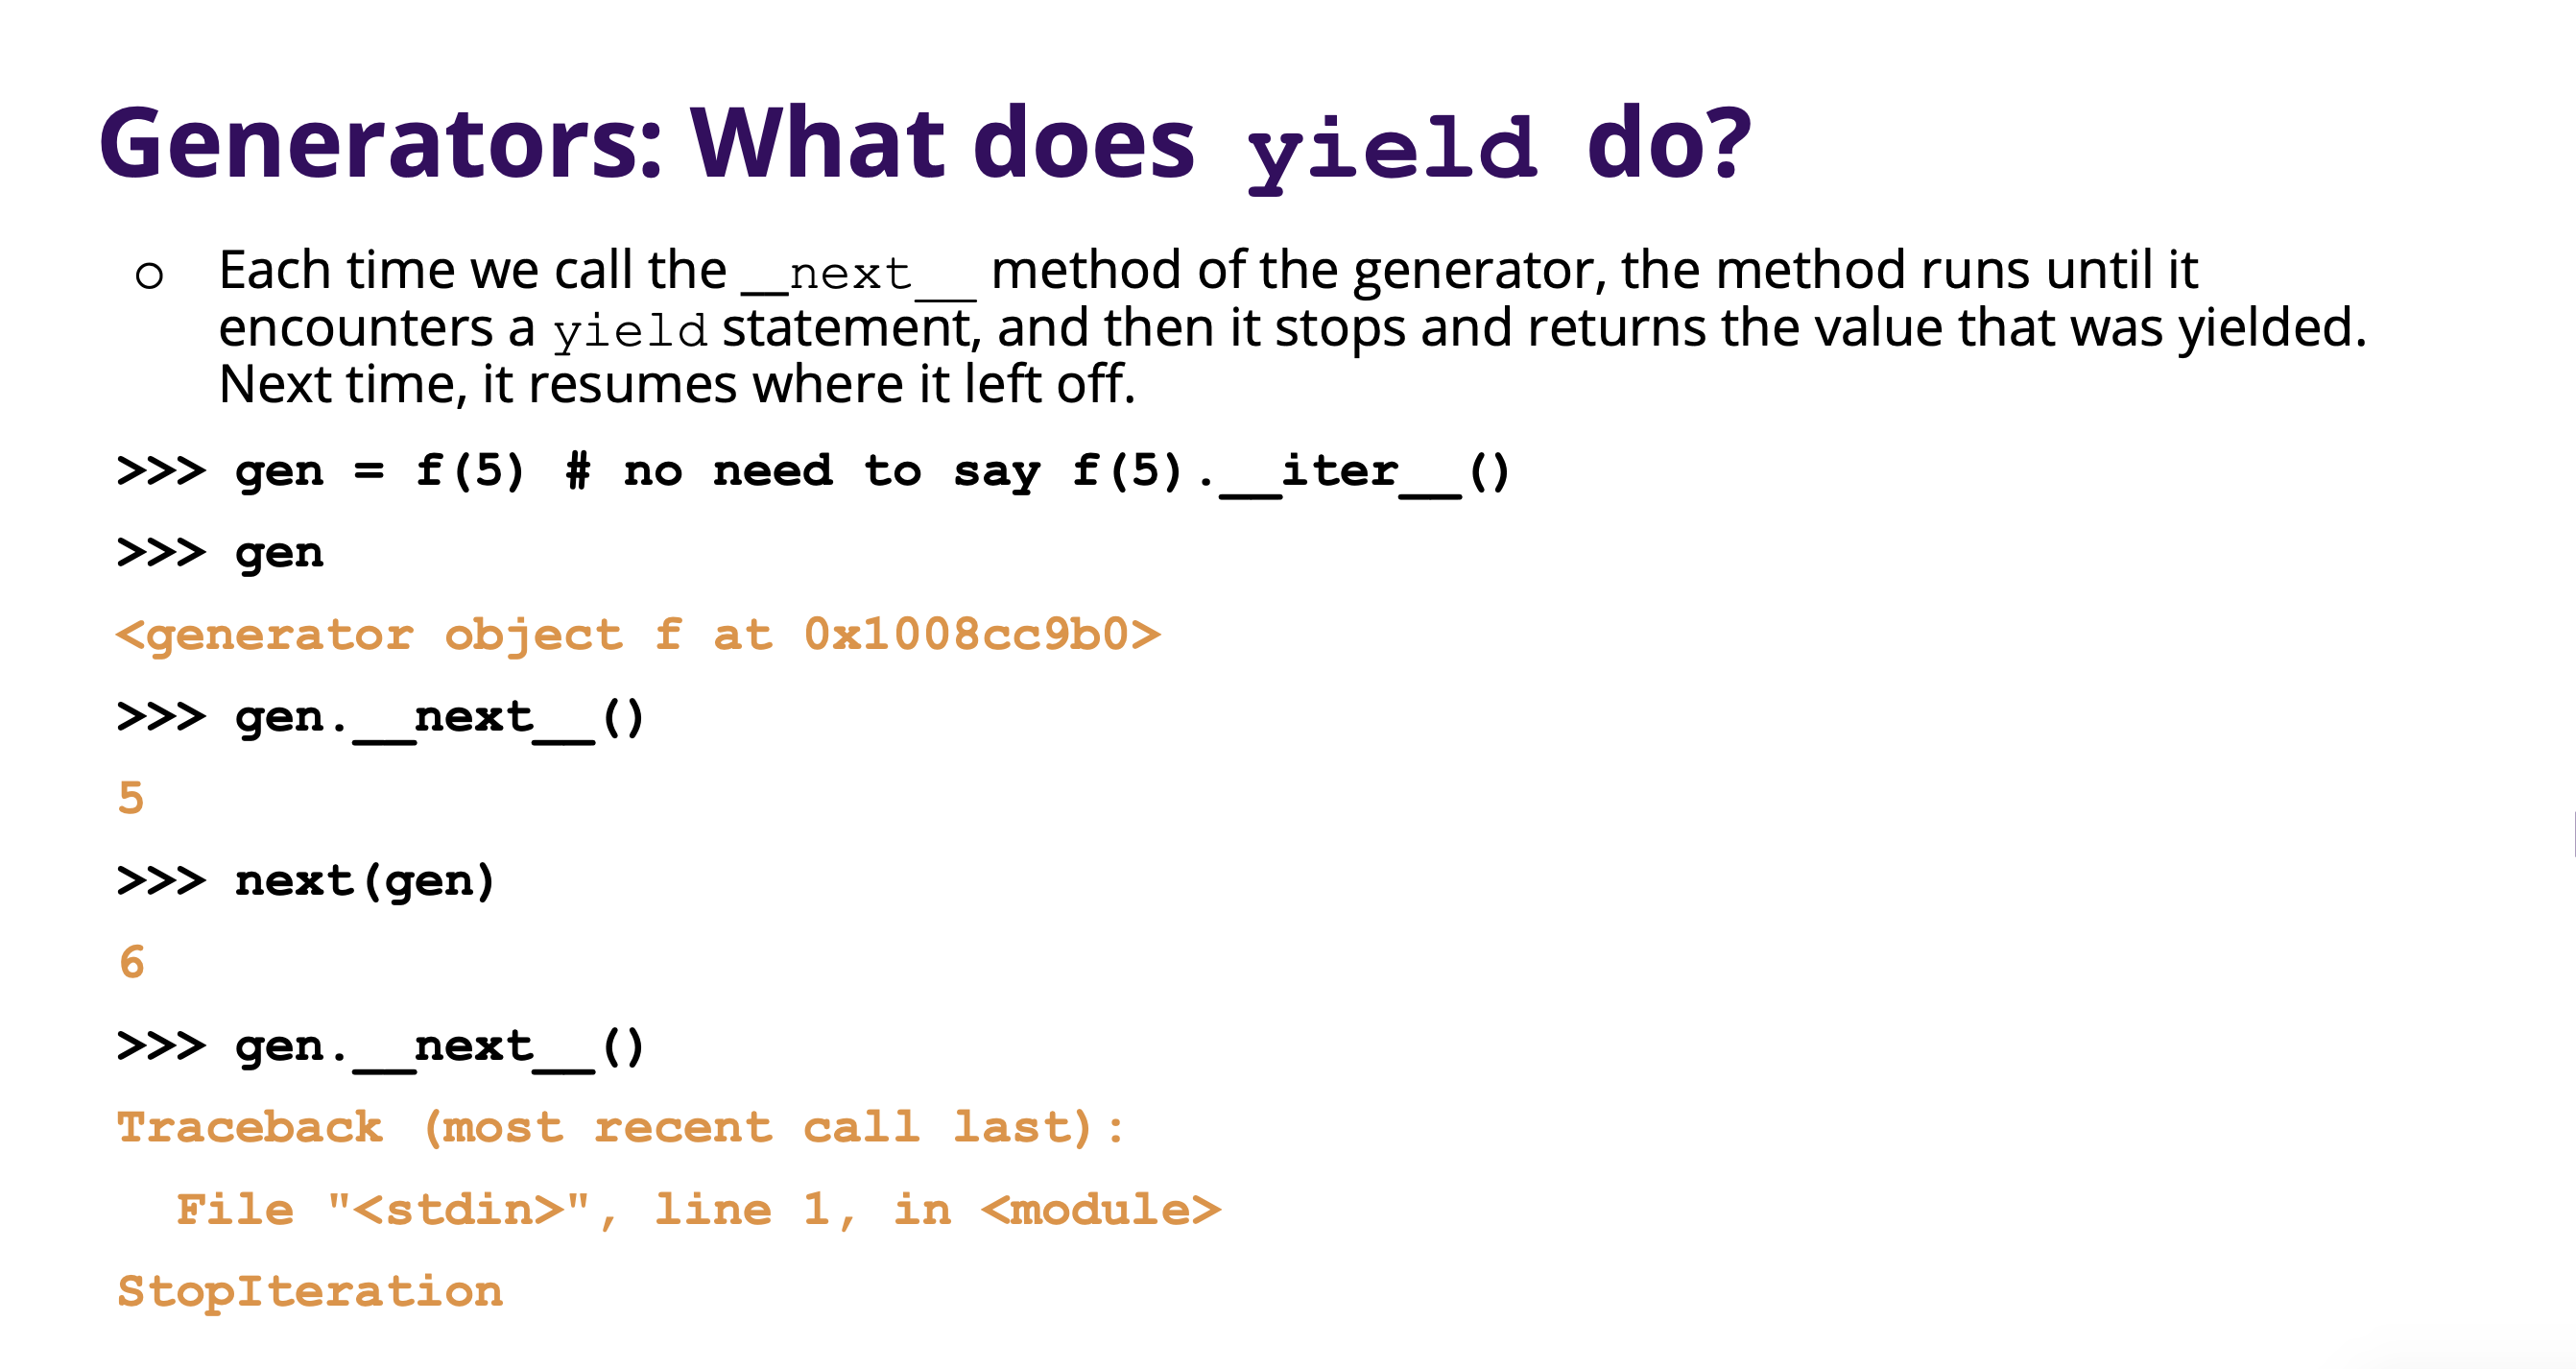 Generators: What does yield do?
○ Each time we call the __next__ method of the generator, the method runs until it
encounters a yield statement, and then it stops and returns the value that was yielded.
Next time, it resumes where it left off.
>>> gen = f(5) # no need to say f(5).__iter__()
>>> gen
<generator object f at 0x1008cc9b0>
>>> gen.__next__()
5
>>> next(gen)
6
>>> gen.__next__()
Traceback (most recent call last):
  File "<stdin>", line 1, in <module>
StopIteration